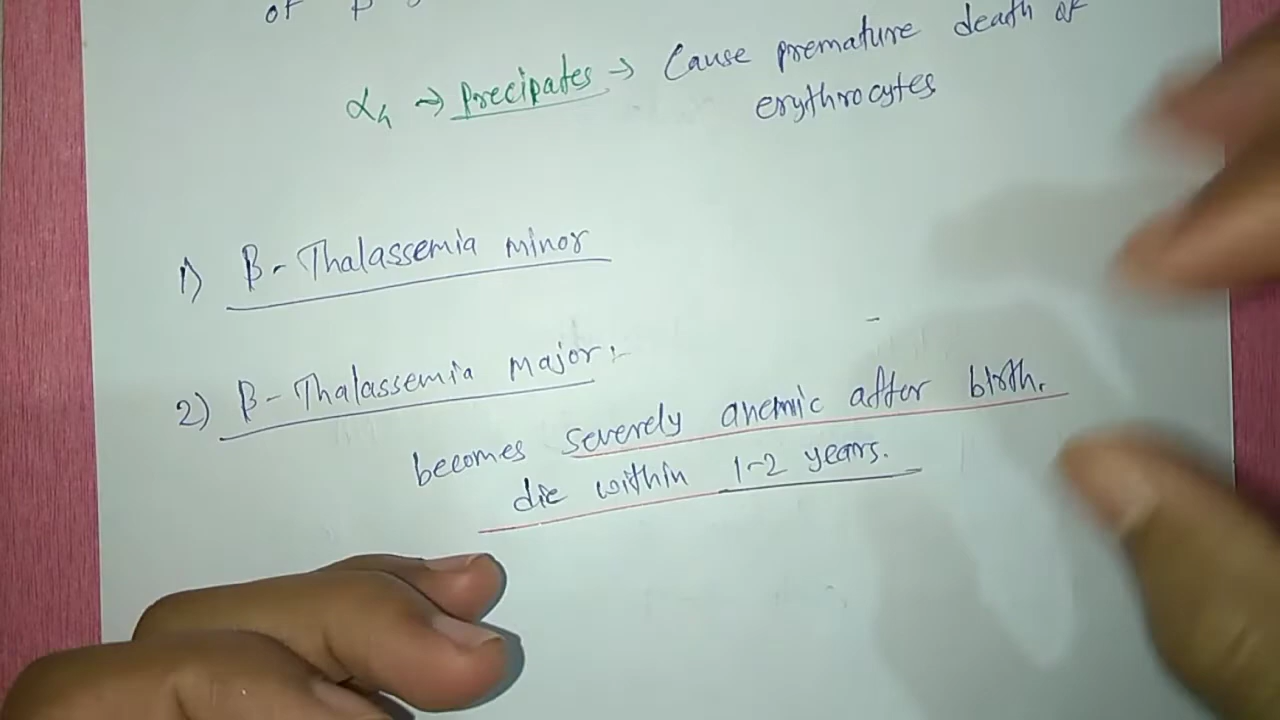 of β
α₄ → Precipates → Cause premature death of
erythrocytes
1) β-Thalassemia minor
2) β-Thalassemia Major:-
becomes severely anemic after birth.
die within 1-2 years.